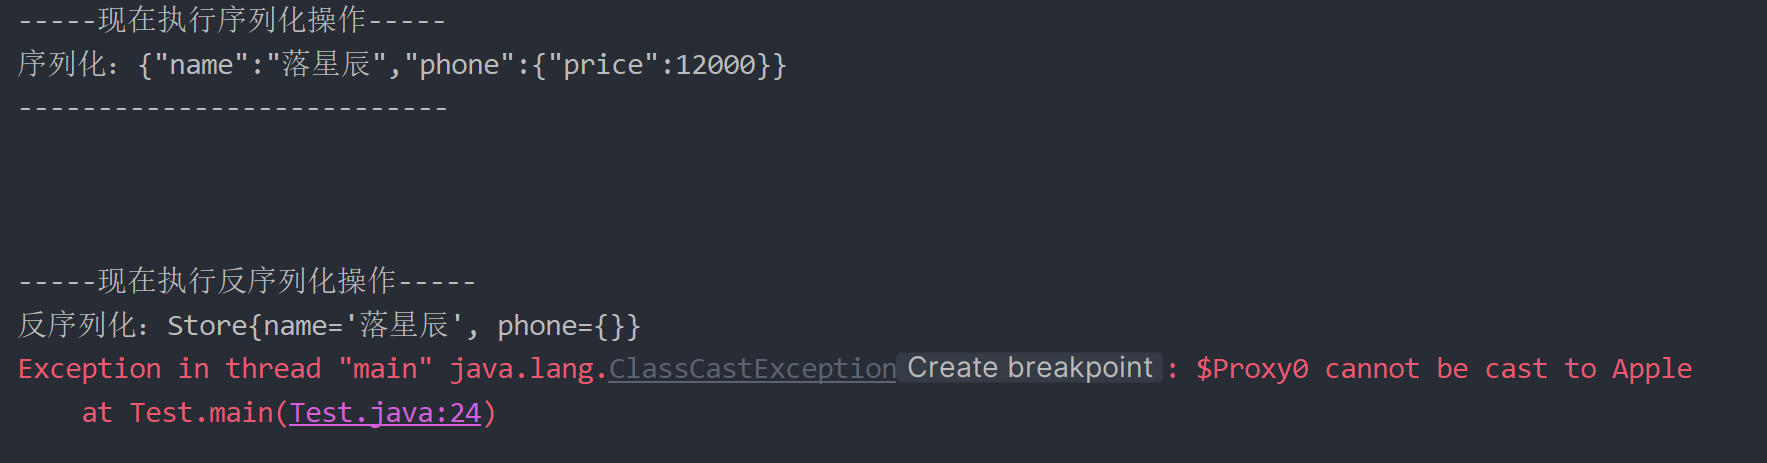 -----现在执行序列化操作-----
序列化：{"name":"落星辰","phone":{"price":12000}}
---------------------------
-----现在执行反序列化操作-----
反序列化：Store{name='落星辰', phone={}}
Exception in thread "main" java.lang.ClassCastException Create breakpoint : $Proxy0 cannot be cast to Apple
    at Test.main(Test.java:24)